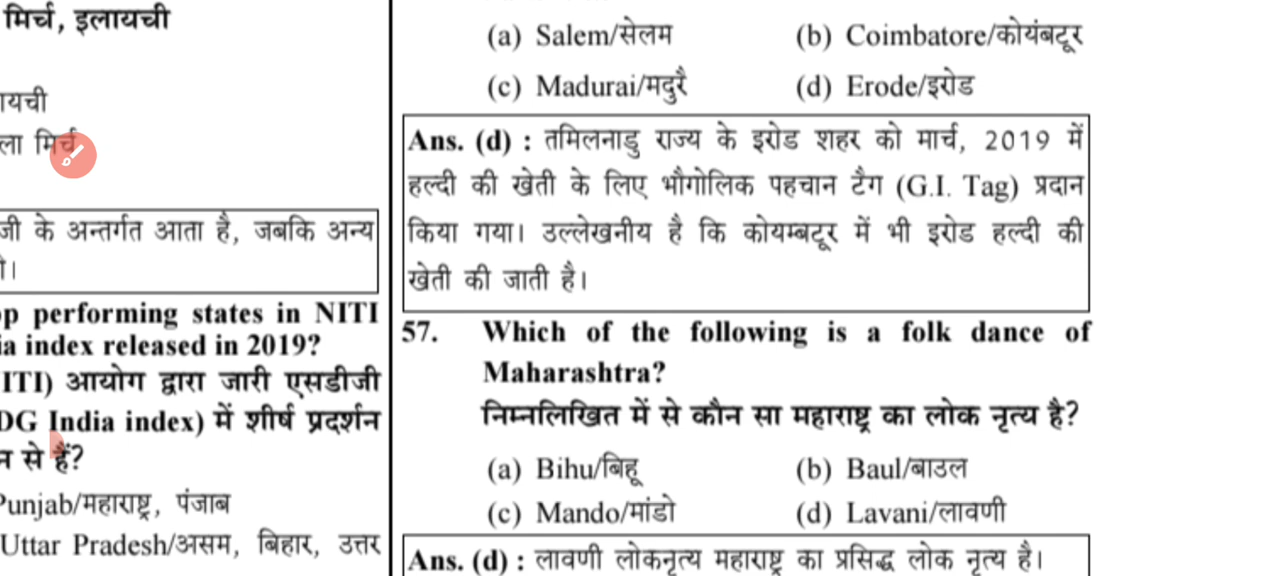 मिर्च, इलायची
यची
ला मिर्च
जी के अन्तर्गत आता है, जबकि अन्य
performing states in NITI
index released in 2019?
आयोग द्वारा जारी एसडीजी
India index) में शीर्ष प्रदर्शन
से हैं?
Punjab/महाराष्ट्र, पंजाब
Uttar Pradesh/असम, बिहार, उत्तर
(a) Salem/सेलम (b) Coimbatore/कोयंबटूर
(c) Madurai/मदुरै (d) Erode/इरोड
Ans. (d) : तमिलनाडु राज्य के इरोड शहर को मार्च, 2019 में
हल्दी की खेती के लिए भौगोलिक पहचान टैग (G.I. Tag) प्रदान
किया गया। उल्लेखनीय है कि कोयम्बटूर में भी इरोड हल्दी की
खेती की जाती है।
57. Which of the following is a folk dance of
Maharashtra?
निम्नलिखित में से कौन सा महाराष्ट्र का लोक नृत्य है?
(a) Bihu/बिहू (b) Baul/बाउल
(c) Mando/मांडो (d) Lavani/लावणी
Ans. (d) : लावणी लोकनृत्य महाराष्ट्र का प्रसिद्ध लोक नृत्य है।